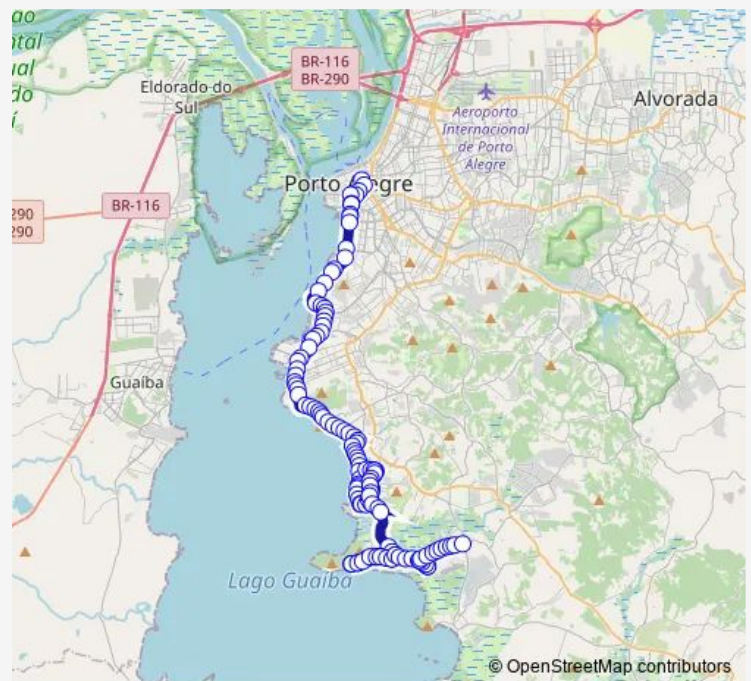 ntal
BR-116
BR-290
Eldorado do
Sul
Aeroporto
Internacional
de Porto
Alegre
Alvorada
Porto Alegre
BR-116
290
290
Guaíba
Lago Guaíba
© OpenStreetMap contributors